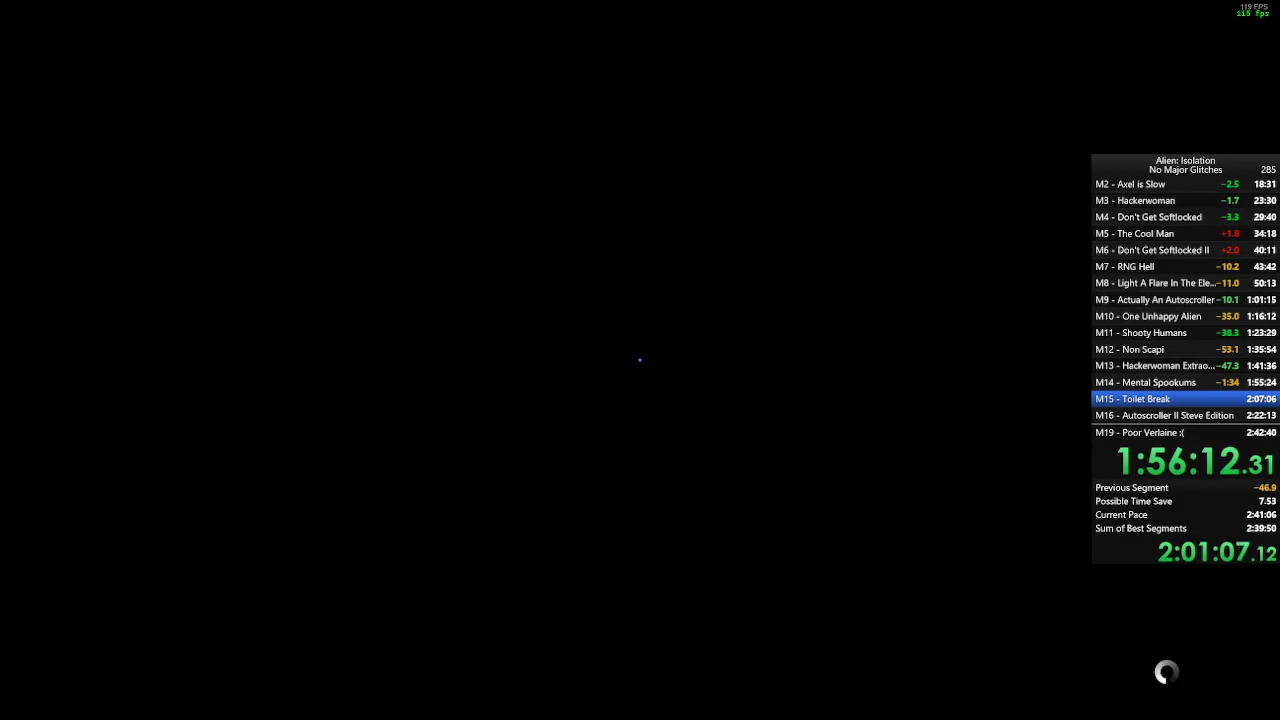 119 FPS
115 fps
Alien: Isolation
No Major Glitches 285
M2 - Axel is Slow −2.5 18:31
M3 - Hackerwoman −1.7 23:30
M4 - Don't Get Softlocked −3.3 29:40
M5 - The Cool Man +1.8 34:18
M6 - Don't Get Softlocked II +2.0 40:11
M7 - RNG Hell −10.2 43:42
M8 - Light A Flare In The Ele... −11.0 50:13
M9 - Actually An Autoscroller −10.1 1:01:15
M10 - One Unhappy Alien −35.0 1:16:12
M11 - Shooty Humans −38.3 1:23:29
M12 - Non Scapi −53.1 1:35:54
M13 - Hackerwoman Extrao... −47.3 1:41:36
M14 - Mental Spookums −1:34 1:55:24
M15 - Toilet Break 2:07:06
M16 - Autoscroller II Steve Edition 2:22:13
M19 - Poor Verlaine :( 2:42:40
1:56:12.31
Previous Segment −46.9
Possible Time Save 7.53
Current Pace 2:41:06
Sum of Best Segments 2:39:50
2:01:07.12